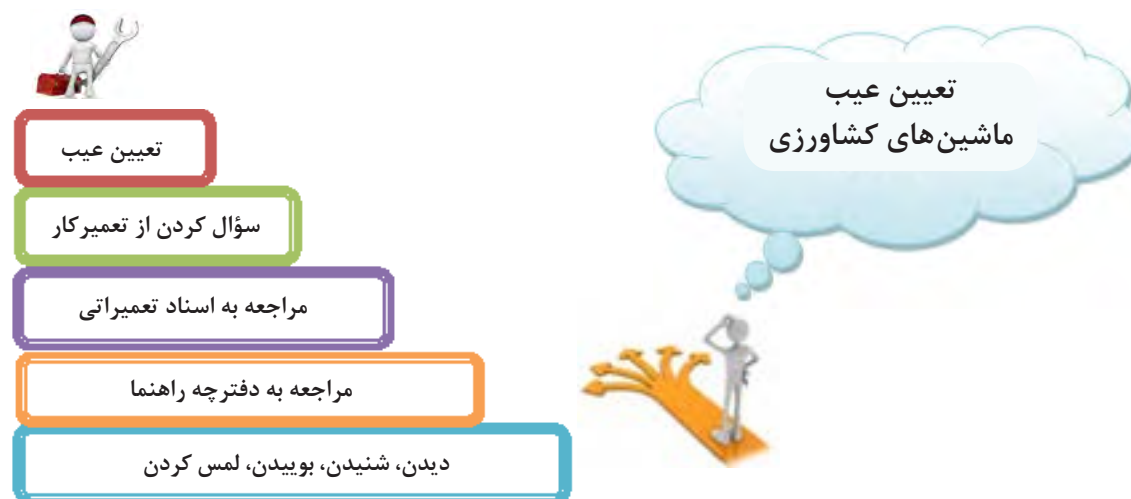 تعیین عیب
ماشین‌های کشاورزی
تعیین عیب
سؤال کردن از تعمیرکار
مراجعه به اسناد تعمیراتی
مراجعه به دفترچه راهنما
دیدن، شنیدن، بوییدن، لمس کردن